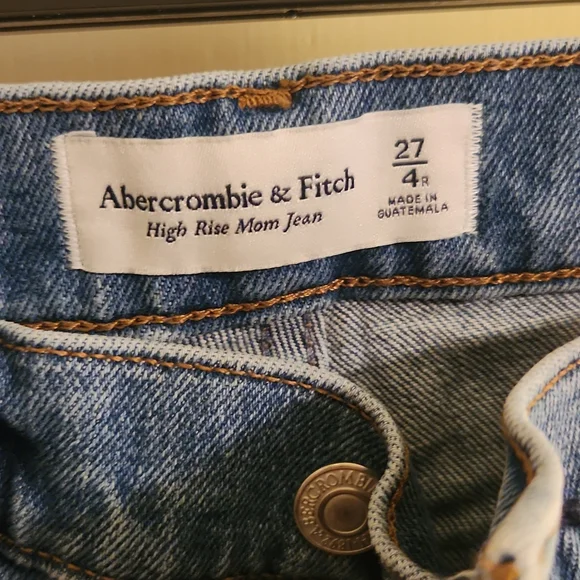 Abercrombie & Fitch
High Rise Mom Jean
27
4R
MADE IN
GUATEMALA
ABERCROMBIE